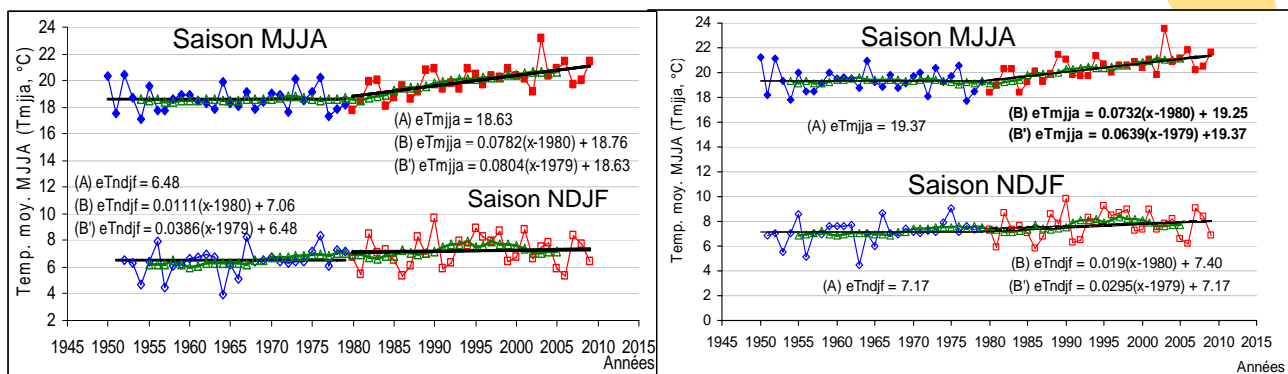 Saison MJJA
Temp. moy. MJJA (Tmjja, °C)
24
22
20
18
16
14
12
10
8
6
4
2
(A) eTmjja = 18.63
(B) eTmjja = 0.0782(x-1980) + 18.76
(B') eTmjja = 0.0804(x-1979) + 18.63
(A) eTndjf = 6.48
(B) eTndjf = 0.0111(x-1980) + 7.06
(B') eTndjf = 0.0386(x-1979) + 6.48
Saison NDJF
1945 1950 1955 1960 1965 1970 1975 1980 1985 1990 1995 2000 2005 2010 2015
Années
Saison MJJA
Temp. moy. MJJA (Tmjja, °C)
24
22
20
18
16
14
12
10
8
6
4
2
0
(A) eTmjja = 19.37
(B) eTmjja = 0.0732(x-1980) + 19.25
(B') eTmjja = 0.0639(x-1979) +19.37
Saison NDJF
(A) eTndjf = 7.17
(B) eTndjf = 0.019(x-1980) + 7.40
(B') eTndjf = 0.0295(x-1979) + 7.17
1945 1950 1955 1960 1965 1970 1975 1980 1985 1990 1995 2000 2005 2010 2015
Années